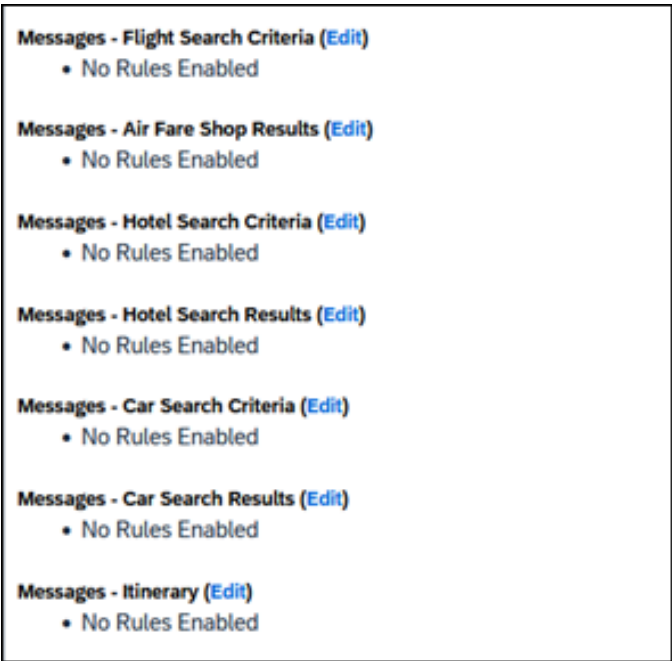 Messages - Flight Search Criteria (Edit)
• No Rules Enabled
Messages - Air Fare Shop Results (Edit)
• No Rules Enabled
Messages - Hotel Search Criteria (Edit)
• No Rules Enabled
Messages - Hotel Search Results (Edit)
• No Rules Enabled
Messages - Car Search Criteria (Edit)
• No Rules Enabled
Messages - Car Search Results (Edit)
• No Rules Enabled
Messages - Itinerary (Edit)
• No Rules Enabled